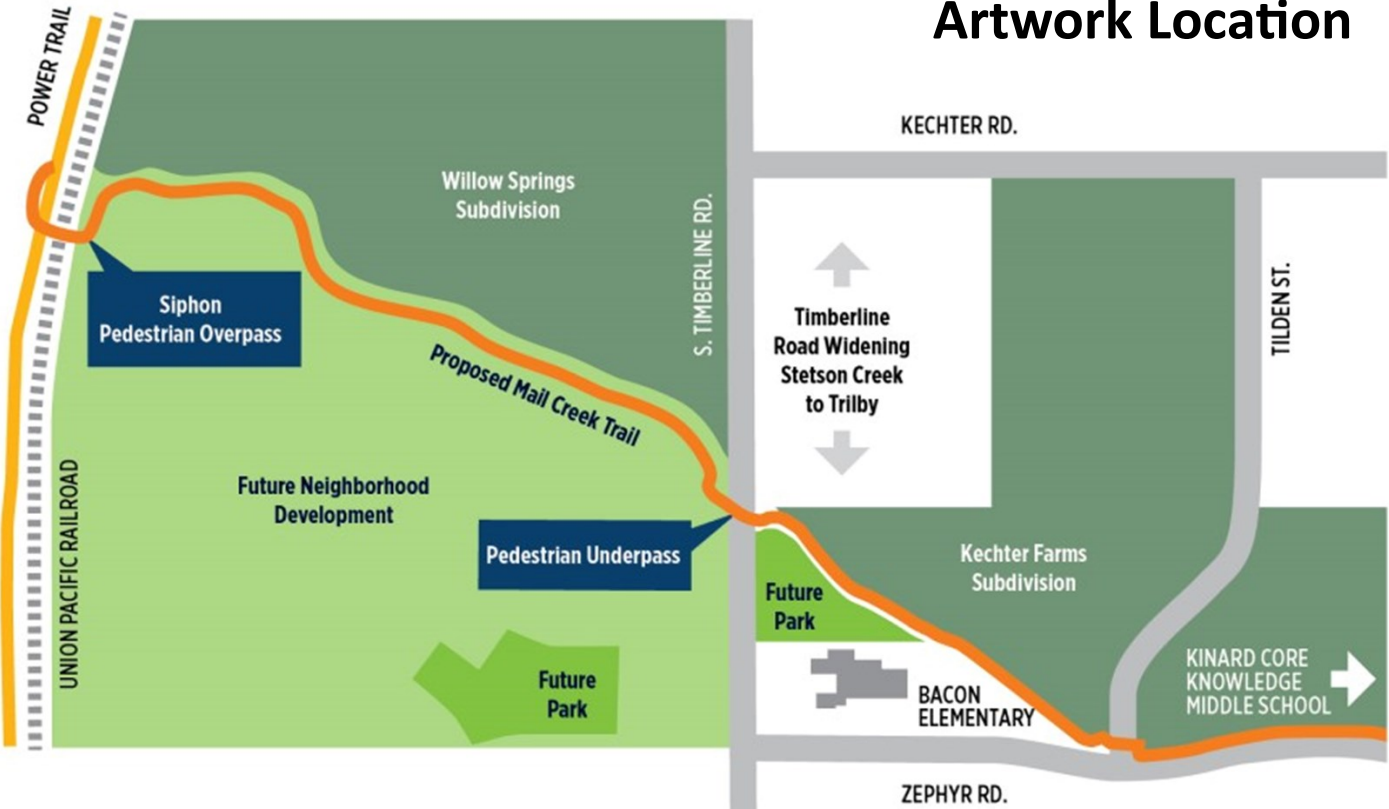 Artwork Location
POWER TRAIL
KECHTER RD.
Willow Springs
Subdivision
S. TIMBERLINE RD.
TILDEN ST.
Siphon
Pedestrian Overpass
Timberline
Road Widening
Stetson Creek
to Trilby
Proposed Mail Creek Trail
UNION PACIFIC RAILROAD
Future Neighborhood
Development
Pedestrian Underpass
Kechter Farms
Subdivision
Future
Park
Future
Park
BACON
ELEMENTARY
KINARD CORE
KNOWLEDGE
MIDDLE SCHOOL
ZEPHYR RD.